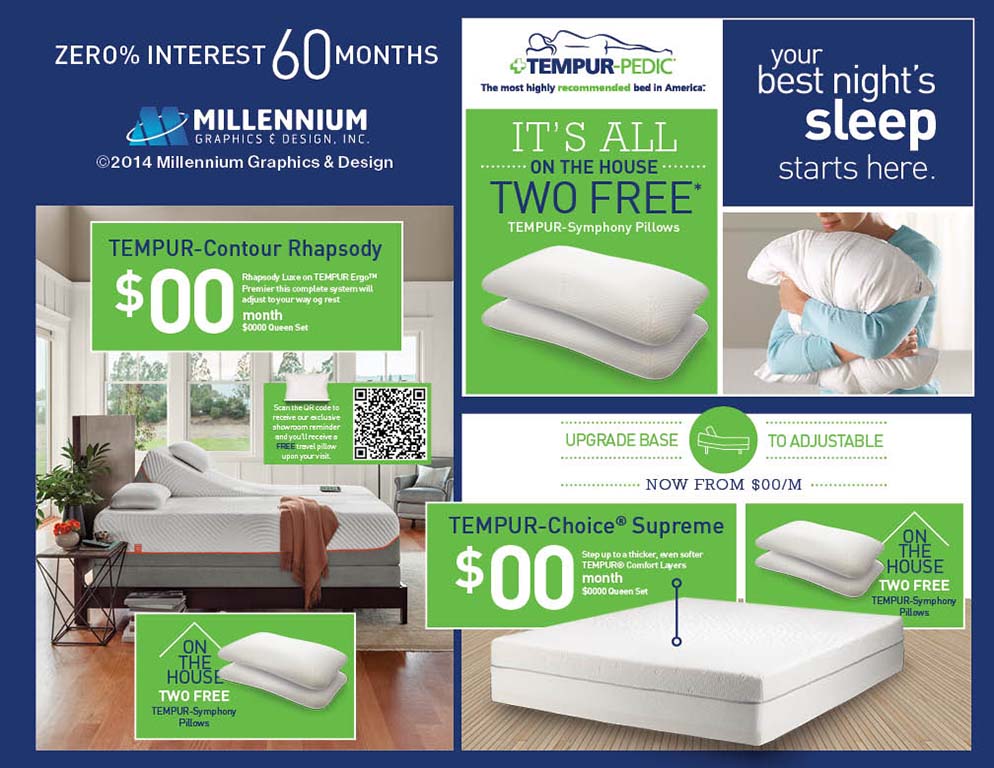 ZERO% INTEREST 60 MONTHS
MILLENNIUM
GRAPHICS & DESIGN, INC.
©2014 Millennium Graphics & Design
TEMPUR-PEDIC®
The most highly recommended bed in America.™
IT'S ALL
ON THE HOUSE
TWO FREE*
TEMPUR-Symphony Pillows
your
best night's
sleep
starts here.
TEMPUR-Contour Rhapsody
$00
Rhapsody Luxe on TEMPUR Ergo™
Premier this complete system will
adjust to your way og rest
month
$0000 Queen Set
Scan the QR code to
receive our exclusive
showroom reminder
and you'll receive a
FREE travel pillow
upon your visit.
ON
THE
HOUSE
TWO FREE
TEMPUR-Symphony
Pillows
UPGRADE BASE TO ADJUSTABLE
NOW FROM $00/M
TEMPUR-Choice® Supreme
$00
Step up to a thicker, even softer
TEMPUR® Comfort Layers
month
$0000 Queen Set
ON
THE
HOUSE
TWO FREE
TEMPUR-Symphony
Pillows